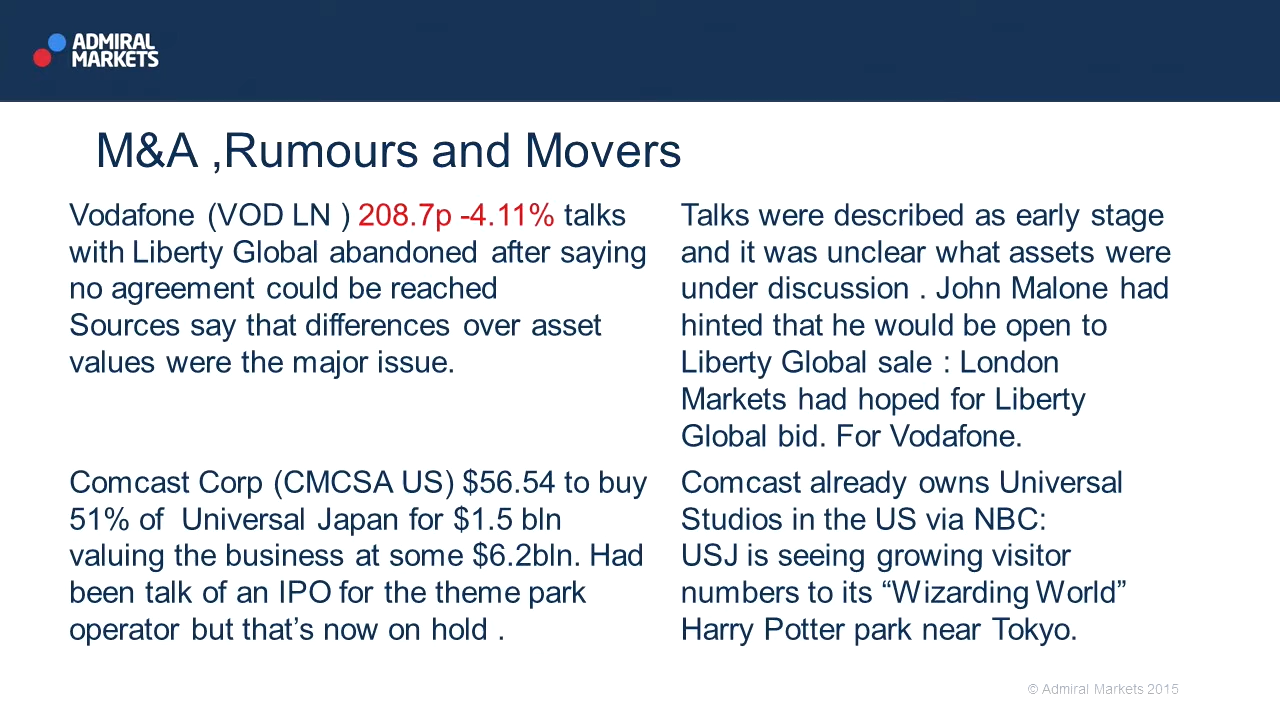 ADMIRAL
MARKETS
M&A ,Rumours and Movers
Vodafone (VOD LN ) 208.7p -4.11% talks
with Liberty Global abandoned after saying
no agreement could be reached
Sources say that differences over asset
values were the major issue.
Talks were described as early stage
and it was unclear what assets were
under discussion . John Malone had
hinted that he would be open to
Liberty Global sale : London
Markets had hoped for Liberty
Global bid. For Vodafone.
Comcast Corp (CMCSA US) $56.54 to buy
51% of Universal Japan for $1.5 bln
valuing the business at some $6.2bln. Had
been talk of an IPO for the theme park
operator but that’s now on hold .
Comcast already owns Universal
Studios in the US via NBC:
USJ is seeing growing visitor
numbers to its “Wizarding World”
Harry Potter park near Tokyo.
© Admiral Markets 2015